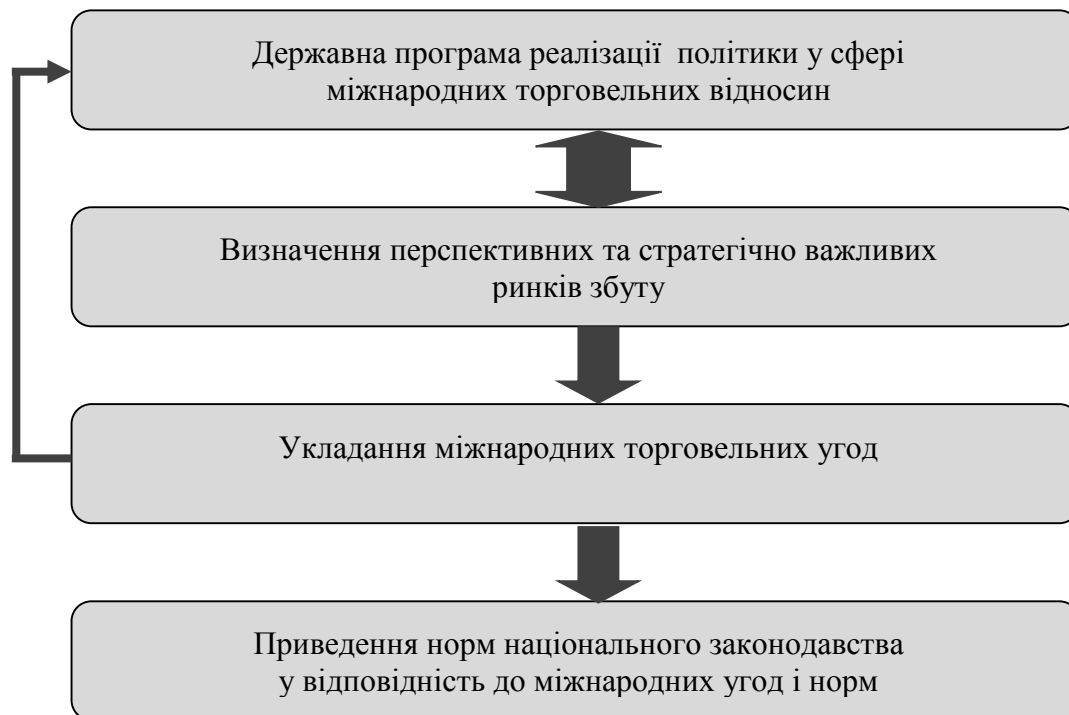 Державна програма реалізації політики у сфері
міжнародних торговельних відносин
Визначення перспективних та стратегічно важливих
ринків збуту
Укладання міжнародних торговельних угод
Приведення норм національного законодавства
у відповідність до міжнародних угод і норм